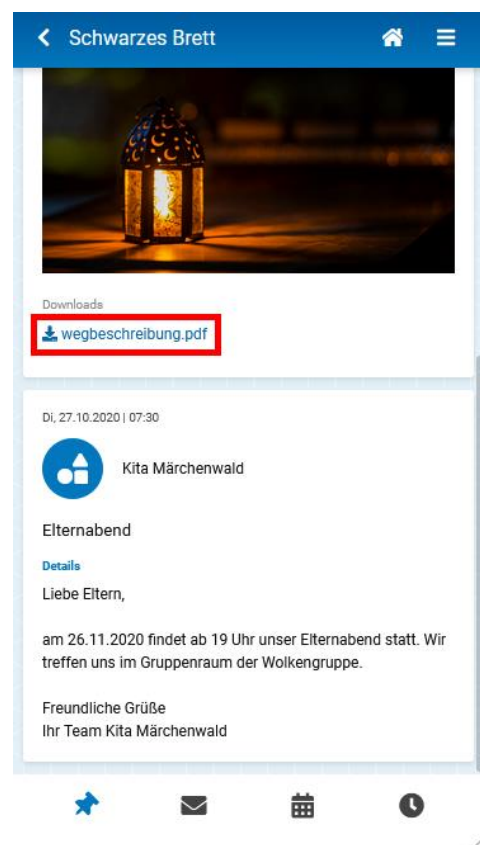 Schwarzes Brett
Downloads
wegbeschreibung.pdf
Di, 27.10.2020 | 07:30
Kita Märchenwald
Elternabend
Details
Liebe Eltern,
am 26.11.2020 findet ab 19 Uhr unser Elternabend statt. Wir
treffen uns im Gruppenraum der Wolkengruppe.
Freundliche Grüße
Ihr Team Kita Märchenwald